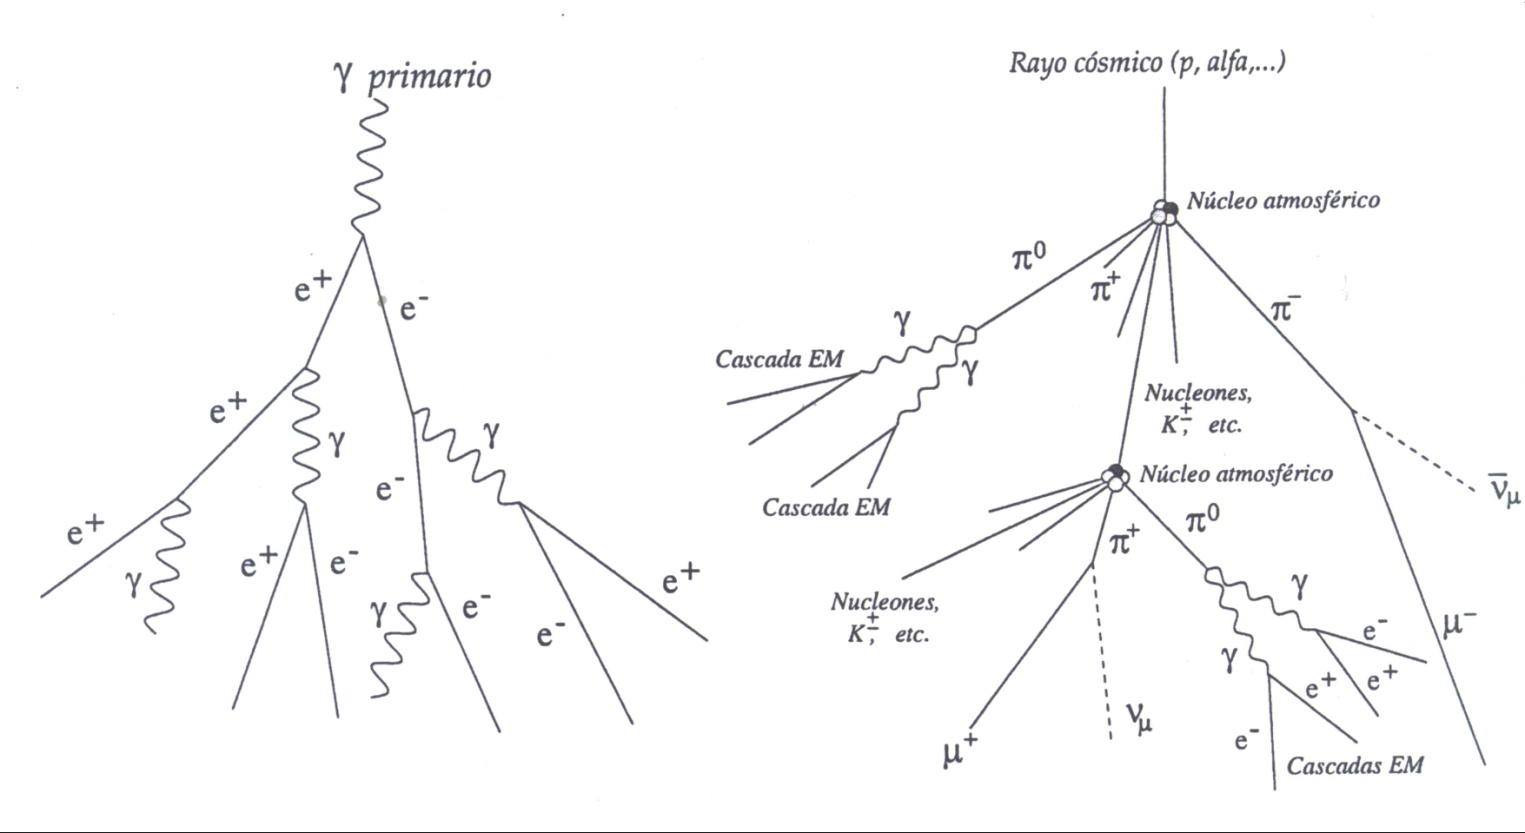 γ primario
e+
e-
e+
γ
γ
e-
e+
γ
e+
e-
γ
e-
e-
e+
Rayo cósmico (p, alfa,...)
Núcleo atmosférico
π0
π+
π-
γ
Cascada EM
γ
Nucleones,
K±, etc.
Cascada EM
Núcleo atmosférico
ν̄μ
π0
π+
Nucleones,
K±, etc.
γ
γ
e-
e+
μ-
e+
μ+
νμ
e-
Cascadas EM